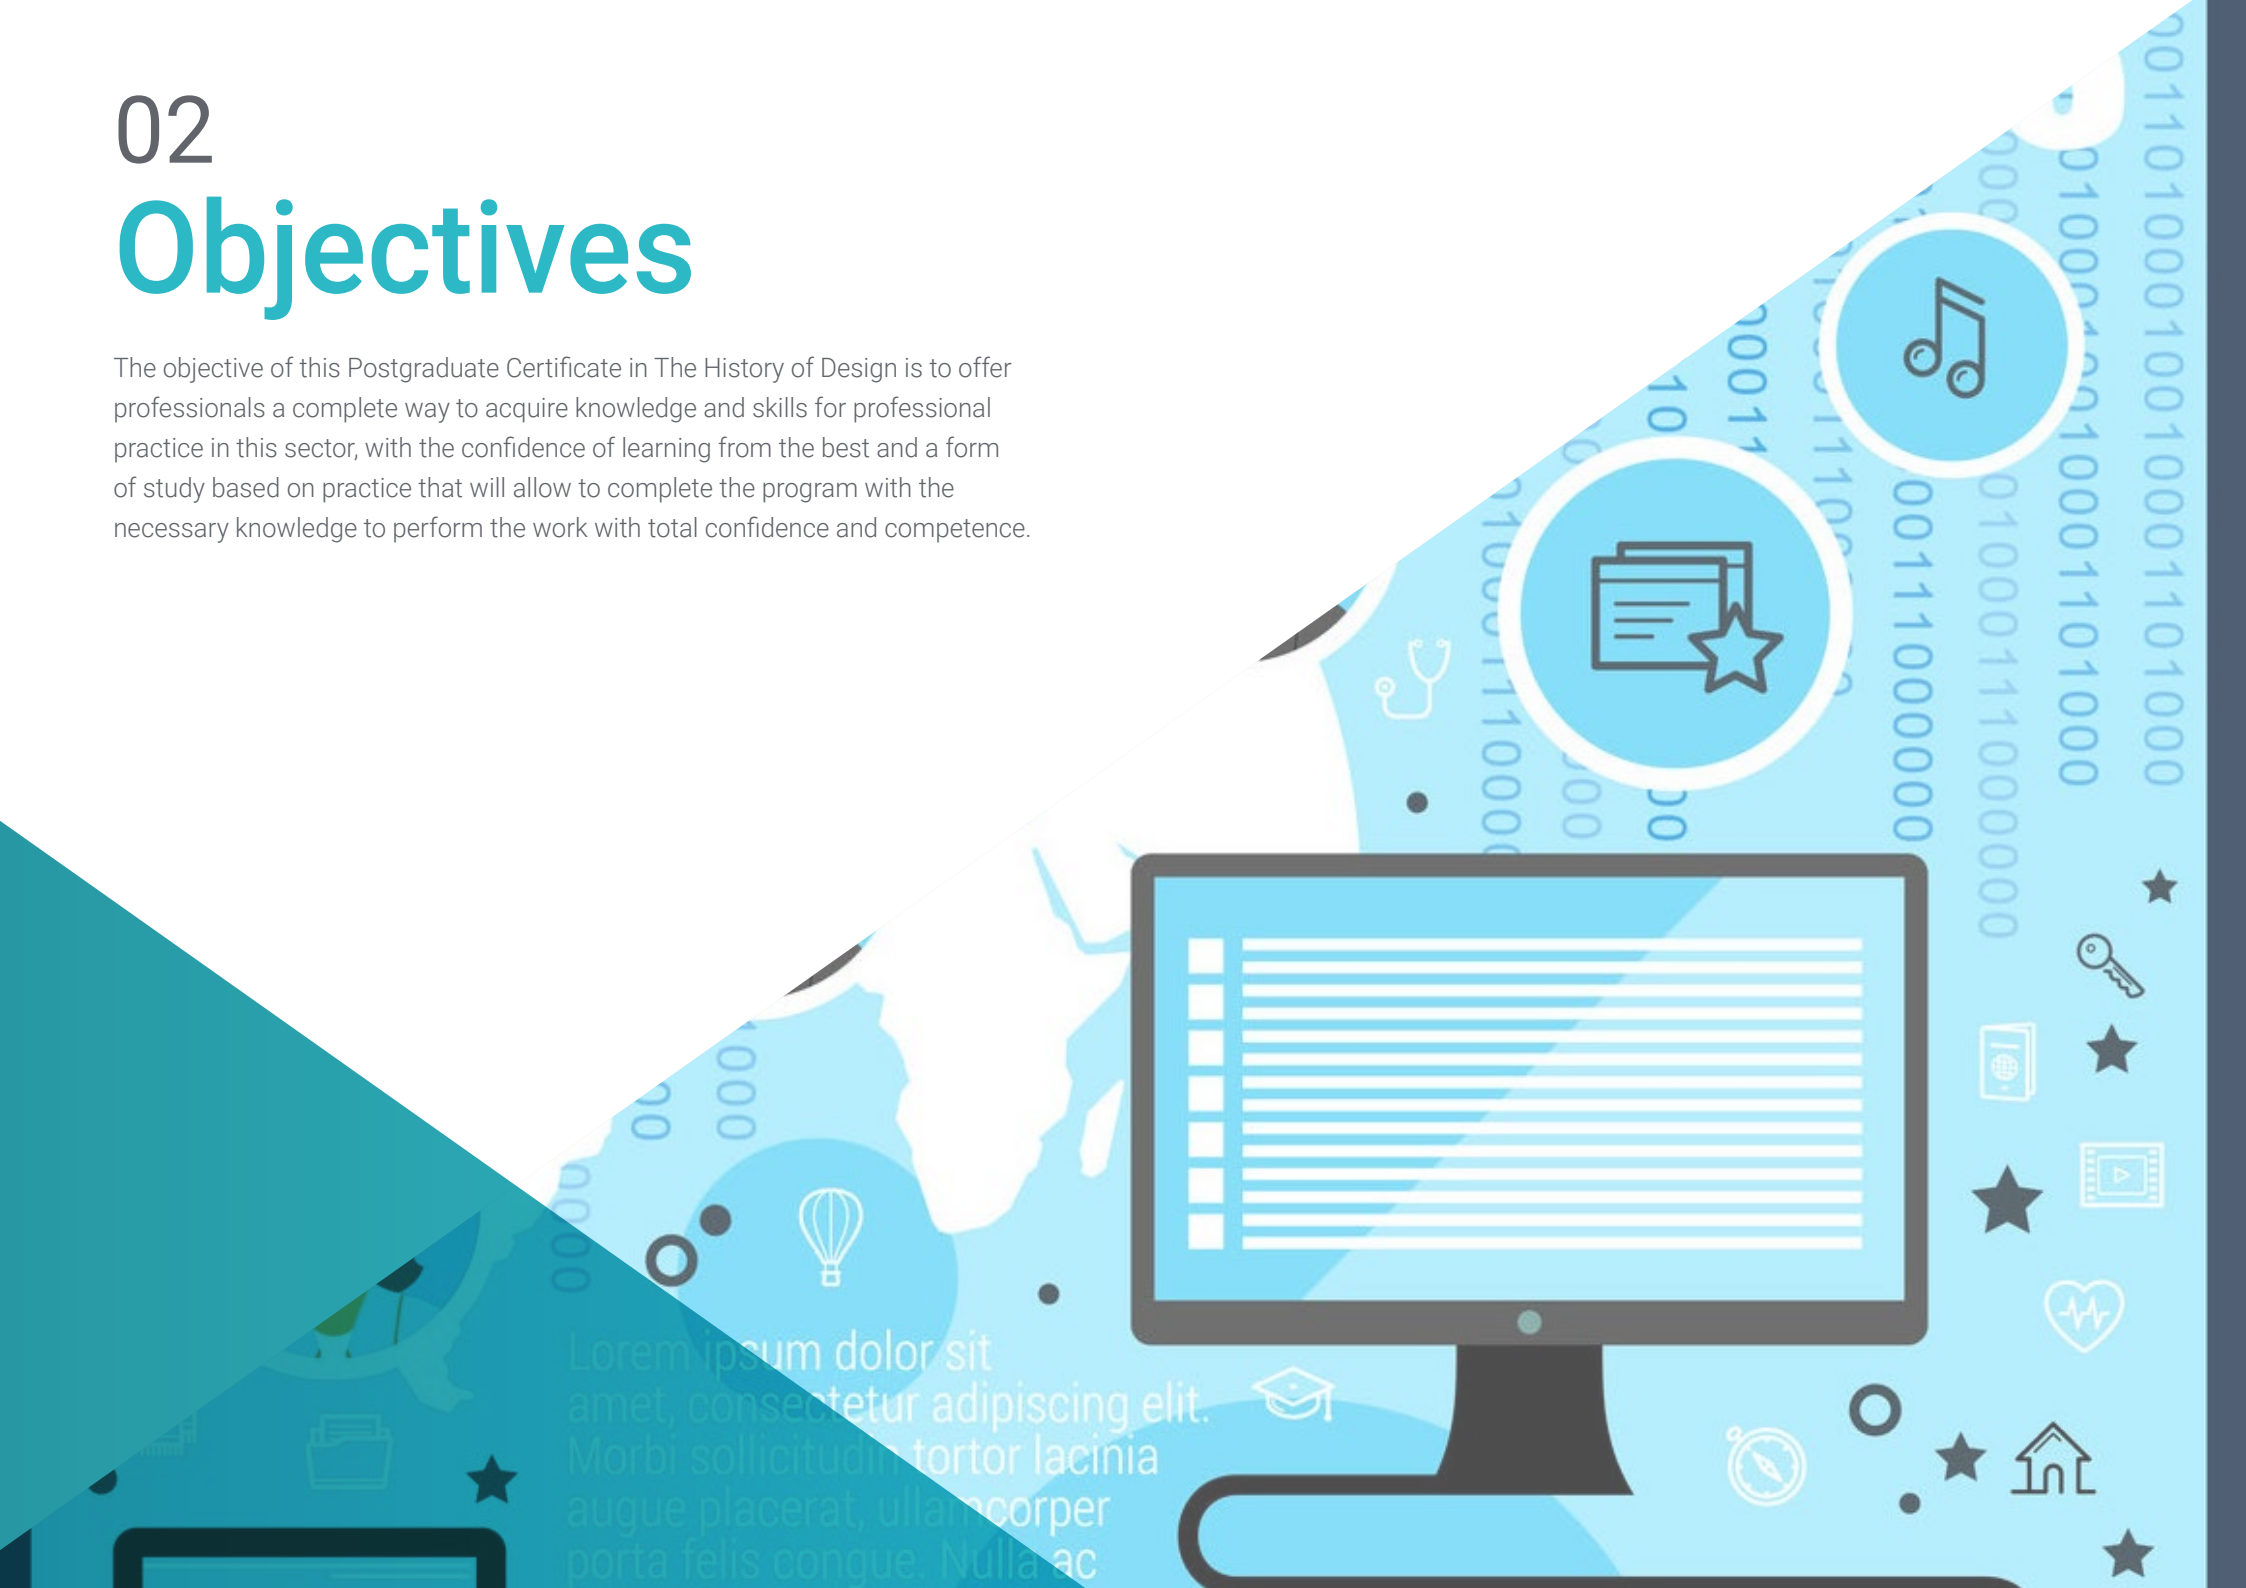 02
Objectives
The objective of this Postgraduate Certificate in The History of Design is to offer
professionals a complete way to acquire knowledge and skills for professional
practice in this sector, with the confidence of learning from the best and a form
of study based on practice that will allow to complete the program with the
necessary knowledge to perform the work with total confidence and competence.
Lorem ipsum dolor sit
amet, consectetur adipiscing elit.
Morbi sollicitudin tortor lacinia
augue placerat, ullamcorper
porta felis congue. Nulla ac